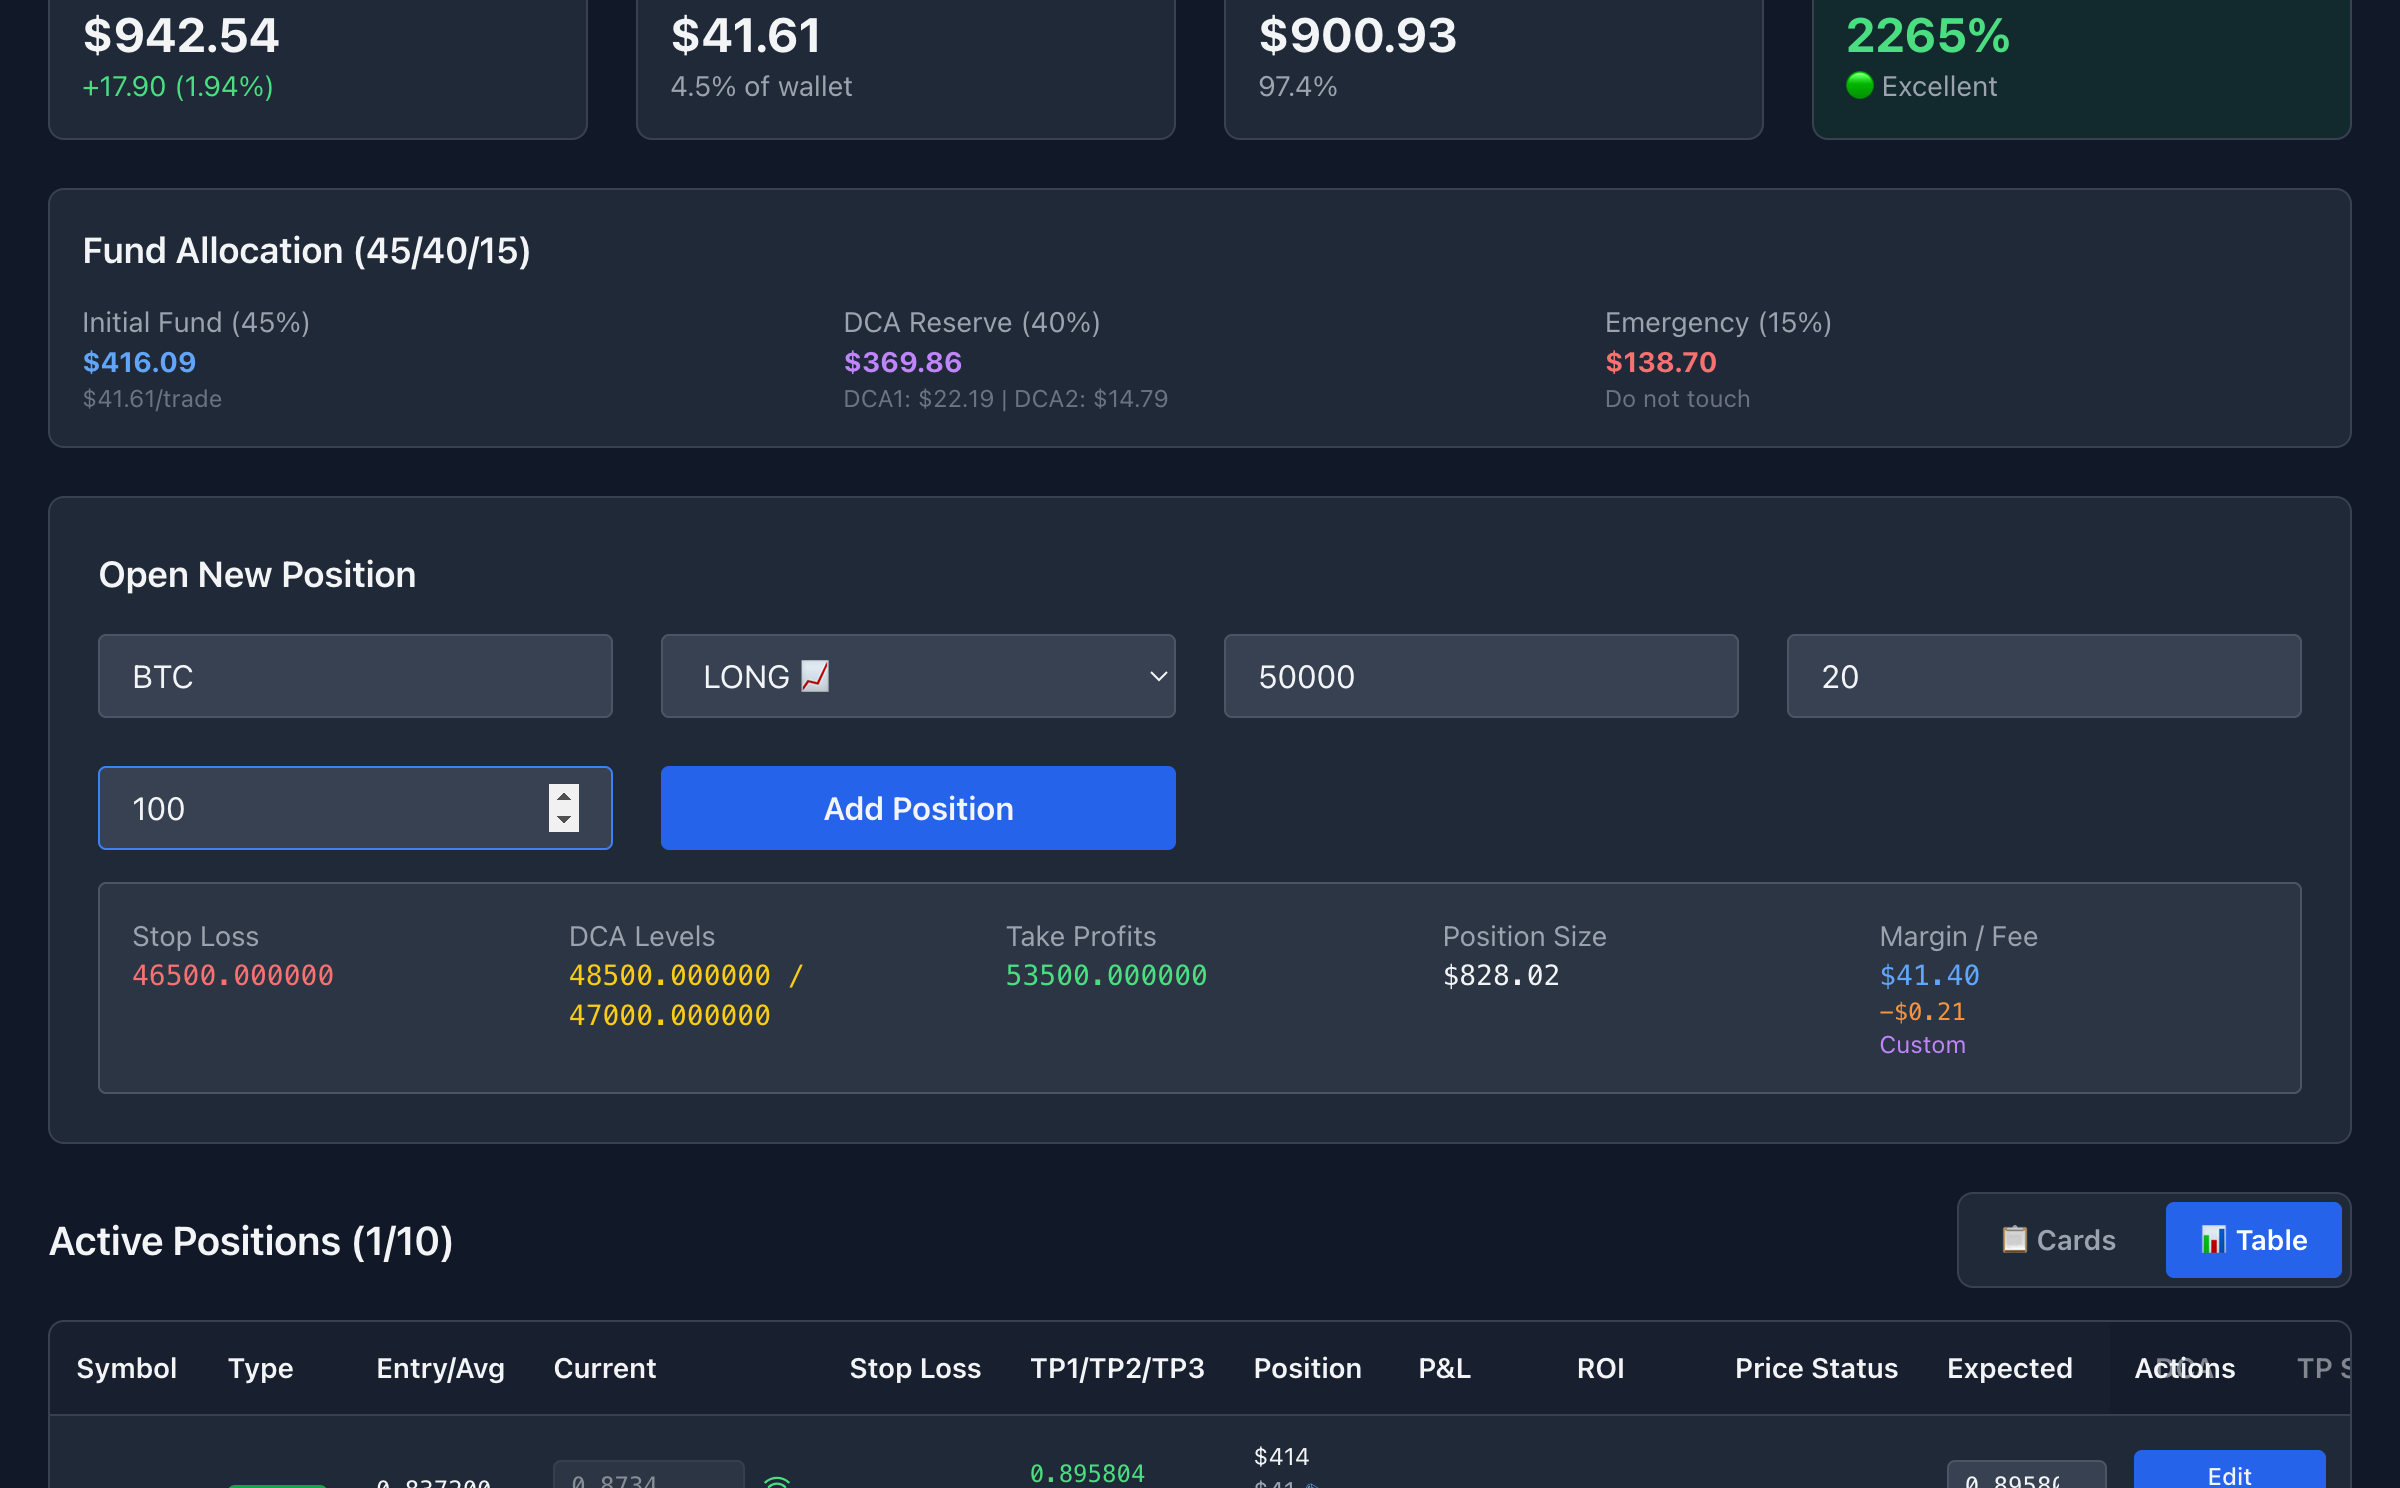 $942.54
+17.90 (1.94%)
$41.61
4.5% of wallet
$900.93
97.4%
2265%
Excellent
Fund Allocation (45/40/15)
Initial Fund (45%)
$416.09
$41.61/trade
DCA Reserve (40%)
$369.86
DCA1: $22.19 | DCA2: $14.79
Emergency (15%)
$138.70
Do not touch
Open New Position
BTC
LONG
50000
20
100
Add Position
Stop Loss
46500.000000
DCA Levels
48500.000000 /
47000.000000
Take Profits
53500.000000
Position Size
$828.02
Margin / Fee
$41.40
-$0.21
Custom
Active Positions (1/10)
Cards
Table
Symbol Type Entry/Avg Current Stop Loss TP1/TP2/TP3 Position P&L ROI Price Status Expected Actions DCA TP
0.837200
0.8734
0.895804
$414
$41
0.8958
Edit